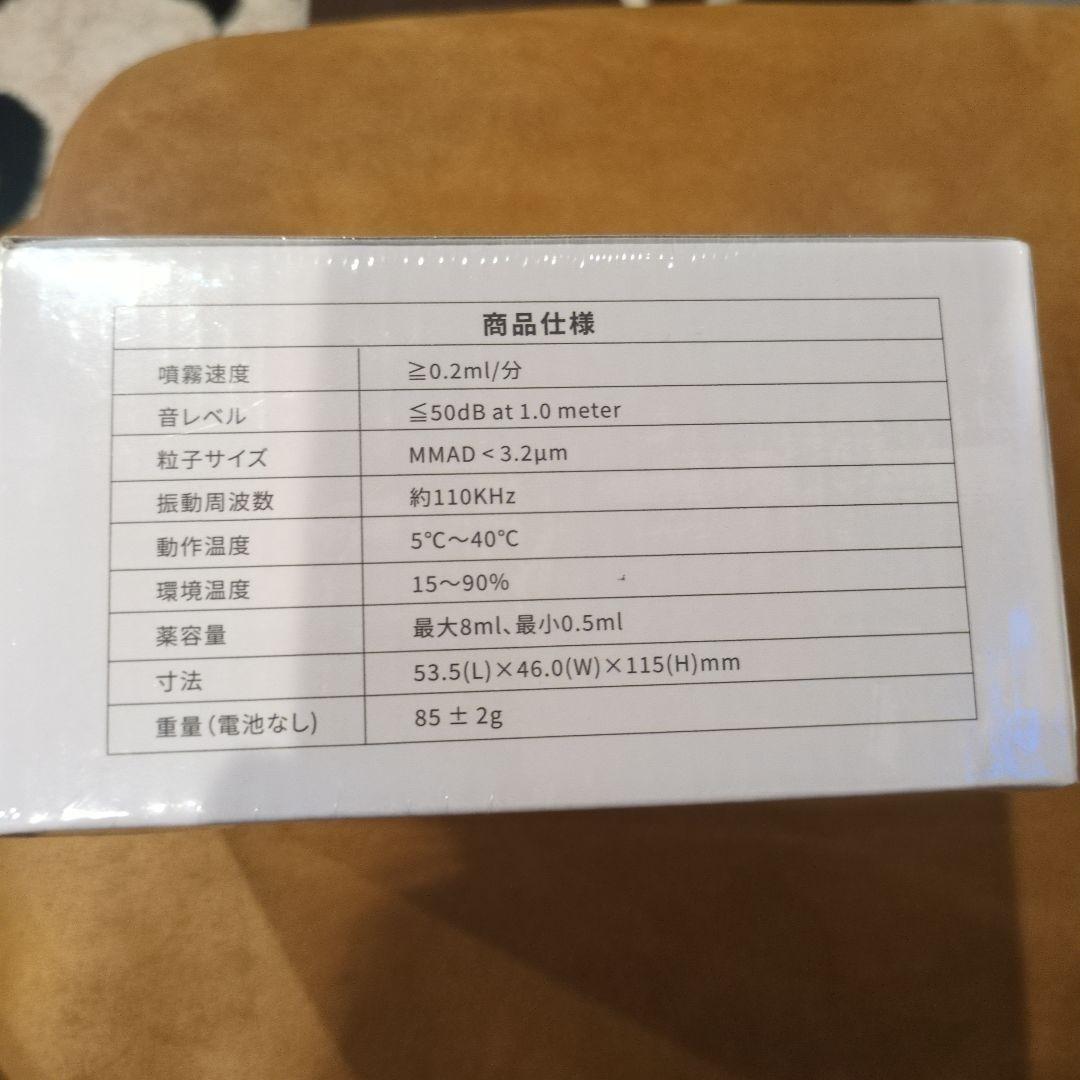 商品仕様
噴霧速度 ≧0.2ml/分
音レベル ≦50dB at 1.0 meter
粒子サイズ MMAD < 3.2μm
振動周波数 約110KHz
動作温度 5℃〜40℃
環境温度 15〜90%
薬容量 最大8ml、最小0.5ml
寸法 53.5(L)×46.0(W)×115(H)mm
重量(電池なし) 85 ± 2g